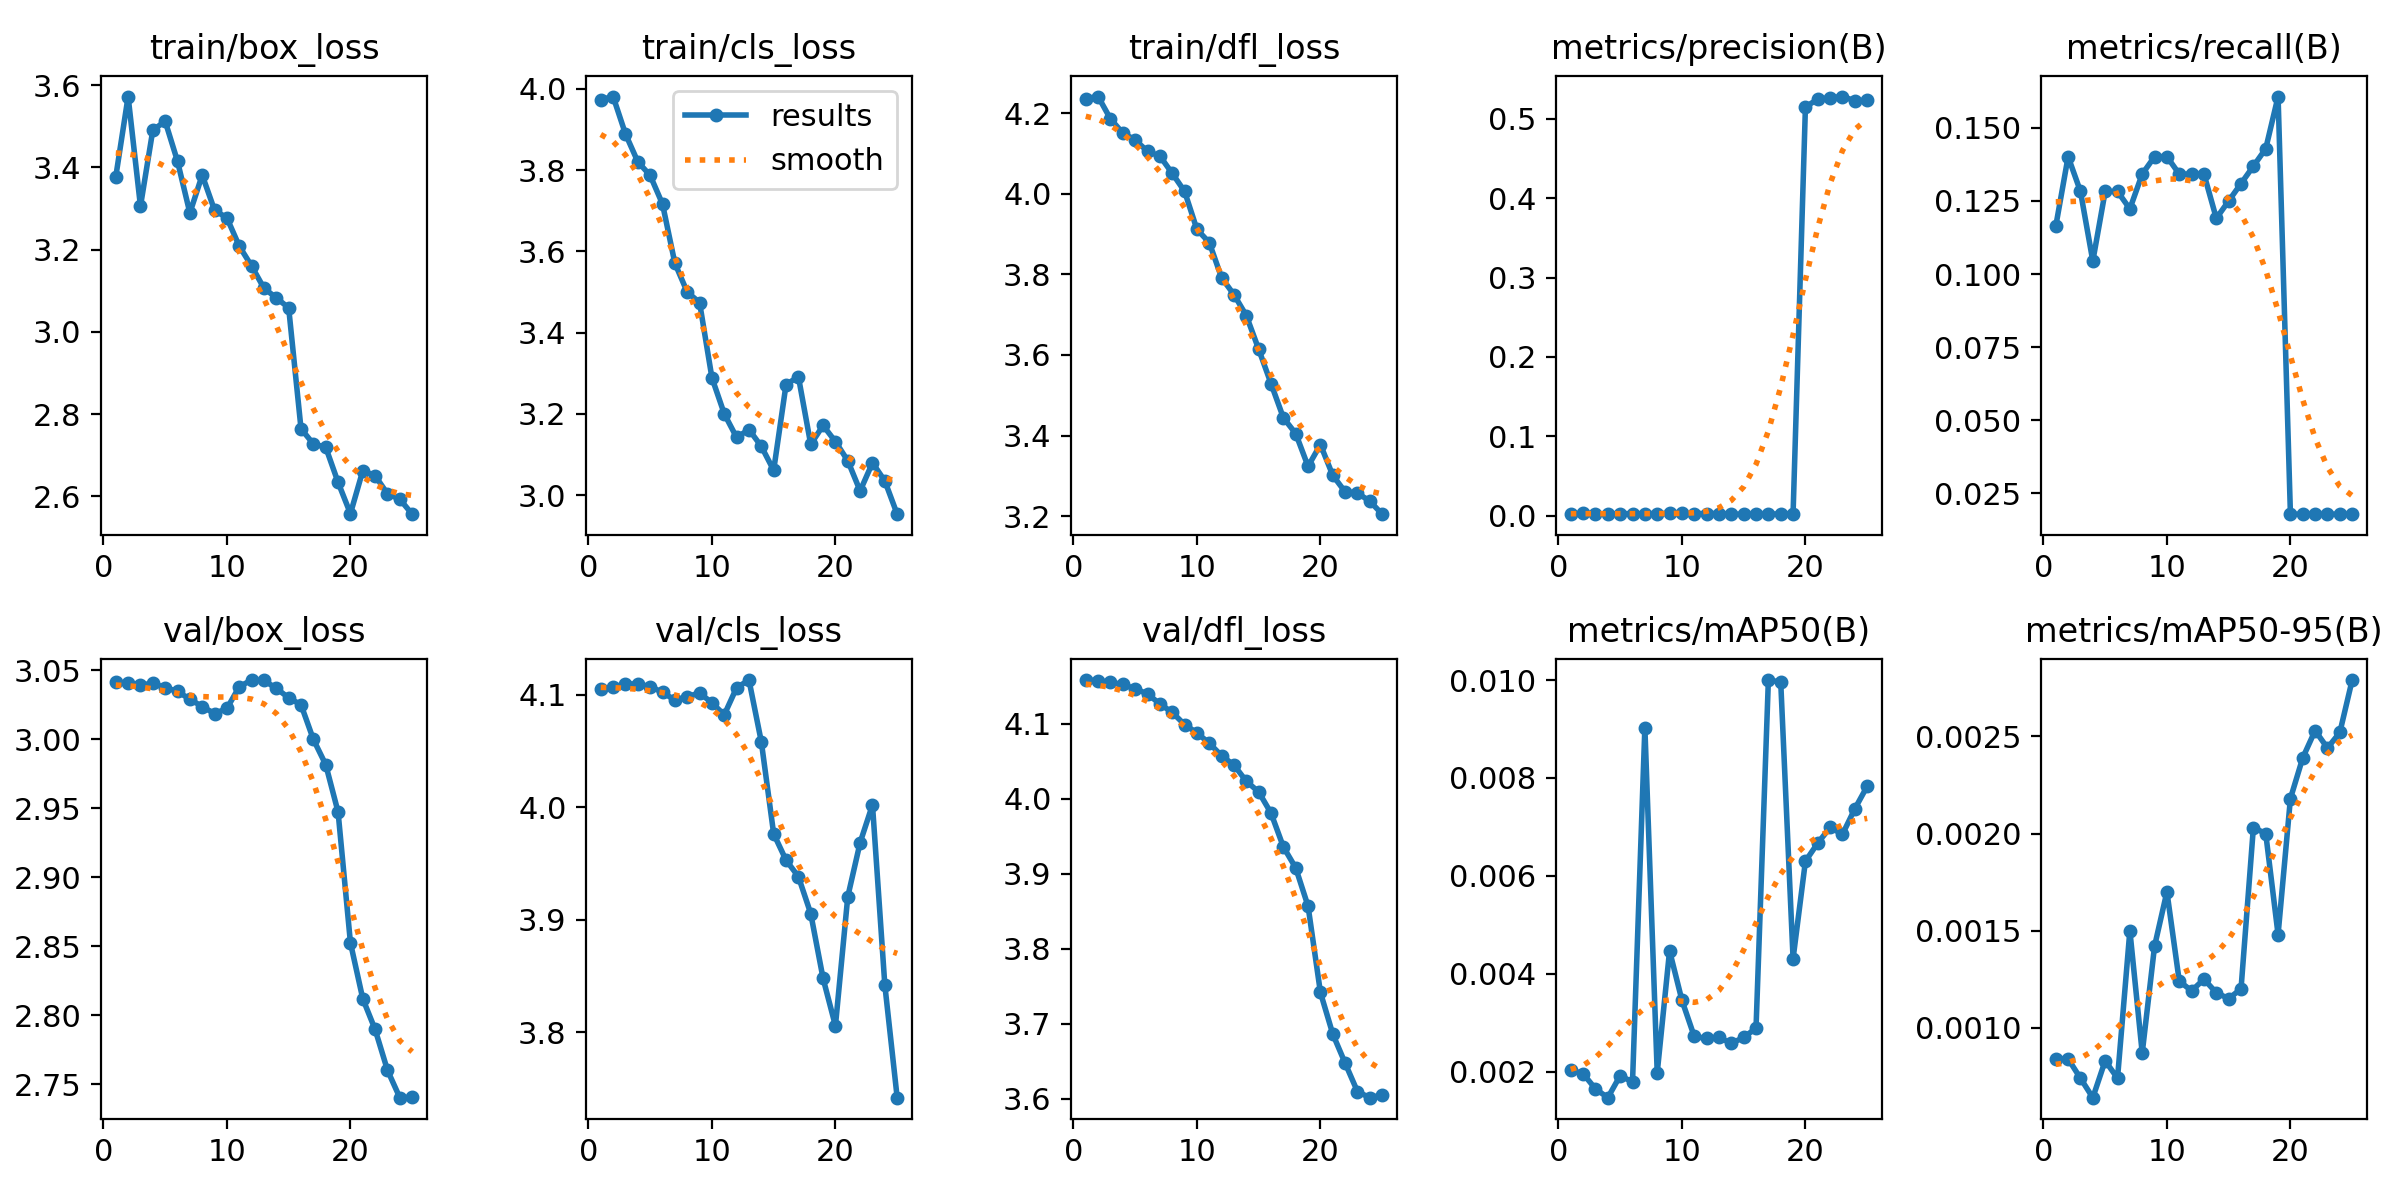 train/box_loss
3.6
3.4
3.2
3.0
2.8
2.6
0 10 20
train/cls_loss
results
smooth
4.0
3.8
3.6
3.4
3.2
3.0
0 10 20
train/dfl_loss
4.2
4.0
3.8
3.6
3.4
3.2
0 10 20
metrics/precision(B)
0.5
0.4
0.3
0.2
0.1
0.0
0 10 20
metrics/recall(B)
0.150
0.125
0.100
0.075
0.050
0.025
0 10 20
val/box_loss
3.05
3.00
2.95
2.90
2.85
2.80
2.75
0 10 20
val/cls_loss
4.1
4.0
3.9
3.8
0 10 20
val/dfl_loss
4.1
4.0
3.9
3.8
3.7
3.6
0 10 20
metrics/mAP50(B)
0.010
0.008
0.006
0.004
0.002
0 10 20
metrics/mAP50-95(B)
0.0025
0.0020
0.0015
0.0010
0 10 20